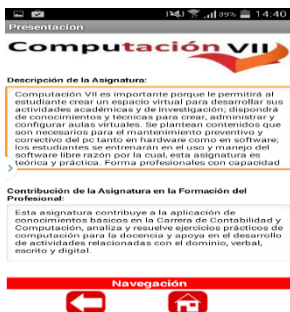 39% 14:40
Presentacion
Computación VII
Descripción de la Asignatura:
Computación VII es importante porque le permitirá al
estudiante crear un espacio virtual para desarrollar sus
actividades académicas y de investigación; dispondrá
de conocimientos y técnicas para crear, administrar y
configurar aulas virtuales. Se plantean contenidos que
son necesarios para el mantenimiento preventivo y
correctivo del pc tanto en hardware como en software;
los estudiantes se entrenarán en el uso y manejo del
software libre razón por la cual, esta asignatura es
teórica y práctica. Forma profesionales con capacidad
Contribución de la Asignatura en la Formación del
Profesional:
Esta asignatura contribuye a la aplicación de
conocimientos básicos en la Carrera de Contabilidad y
Computación, analiza y resuelve ejercicios prácticos de
computación para la docencia y apoya en el desarrollo
de actividades relacionadas con el dominio, verbal,
escrito y digital.
Navegación